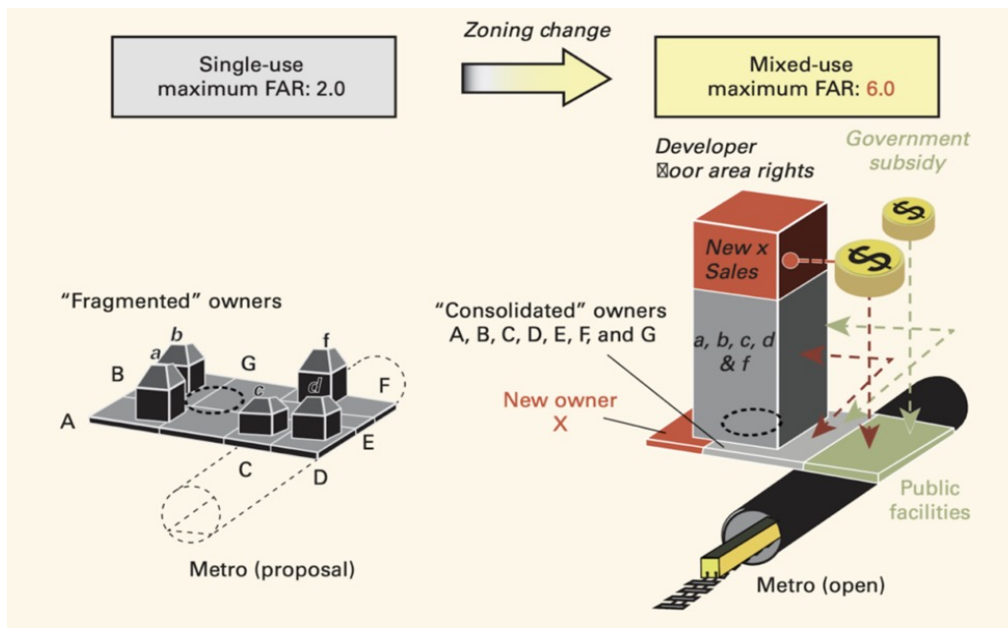 Zoning change
Single-use
maximum FAR: 2.0
Mixed-use
maximum FAR: 6.0
Developer
oor area rights
Government
subsidy
$
$
New x
Sales
"Fragmented" owners
"Consolidated" owners
A, B, C, D, E, F, and G
a, b, c, d
& f
b
a
f
B
G
c
d
F
A
E
C
D
New owner
X
Public
facilities
Metro (proposal)
Metro (open)